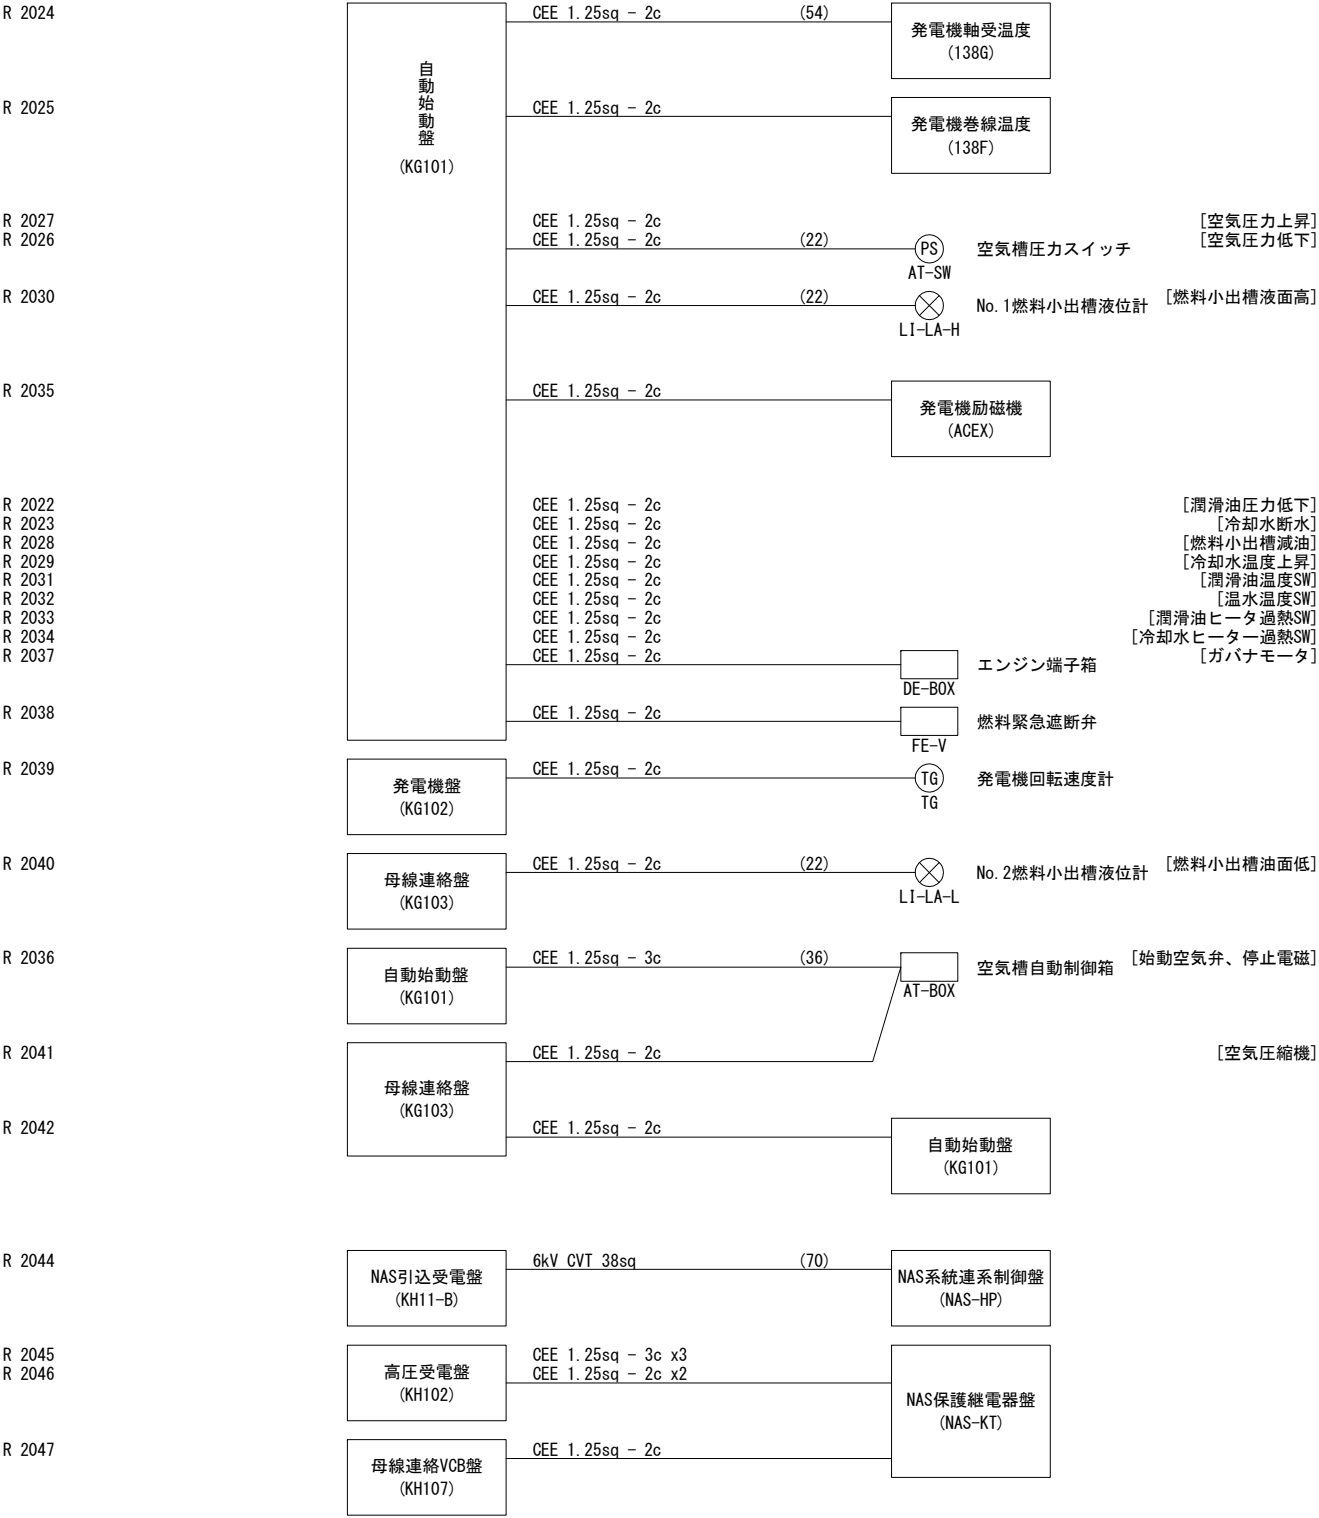 R 2024 CEE 1.25sq - 2c (54)
発電機軸受温度
(138G)
自動始動盤
(KG101)
R 2025 CEE 1.25sq - 2c
発電機巻線温度
(138F)
R 2027 CEE 1.25sq - 2c [空気圧力上昇]
R 2026 CEE 1.25sq - 2c (22) [空気圧力低下]
PS 空気槽圧力スイッチ
AT-SW
R 2030 CEE 1.25sq - 2c (22) [燃料小出槽液面高]
No.1燃料小出槽液位計
LI-LA-H
R 2035 CEE 1.25sq - 2c
発電機励磁機
(ACEX)
R 2022 CEE 1.25sq - 2c [潤滑油圧力低下]
R 2023 CEE 1.25sq - 2c [冷却水断水]
R 2028 CEE 1.25sq - 2c [燃料小出槽減油]
R 2029 CEE 1.25sq - 2c [冷却水温度上昇]
R 2031 CEE 1.25sq - 2c [潤滑油温度SW]
R 2032 CEE 1.25sq - 2c [温水温度SW]
R 2033 CEE 1.25sq - 2c [潤滑油ヒータ過熱SW]
R 2034 CEE 1.25sq - 2c [冷却水ヒーター過熱SW]
R 2037 CEE 1.25sq - 2c [ガバナモータ]
エンジン端子箱
DE-BOX
R 2038 CEE 1.25sq - 2c
燃料緊急遮断弁
FE-V
R 2039 CEE 1.25sq - 2c
発電機盤
(KG102)
TG 発電機回転速度計
TG
R 2040 CEE 1.25sq - 2c (22) [燃料小出槽油面低]
母線連絡盤
(KG103)
No.2燃料小出槽液位計
LI-LA-L
R 2036 CEE 1.25sq - 3c (36) [始動空気弁、停止電磁]
自動始動盤
(KG101)
空気槽自動制御箱
AT-BOX
R 2041 CEE 1.25sq - 2c [空気圧縮機]
母線連絡盤
(KG103)
R 2042 CEE 1.25sq - 2c
自動始動盤
(KG101)
R 2044 6kV CVT 38sq (70)
NAS引込受電盤
(KH11-B)
NAS系統連系制御盤
(NAS-HP)
R 2045 CEE 1.25sq - 3c x3
R 2046 CEE 1.25sq - 2c x2
高圧受電盤
(KH102)
NAS保護継電器盤
(NAS-KT)
R 2047 CEE 1.25sq - 2c
母線連絡VCB盤
(KH107)